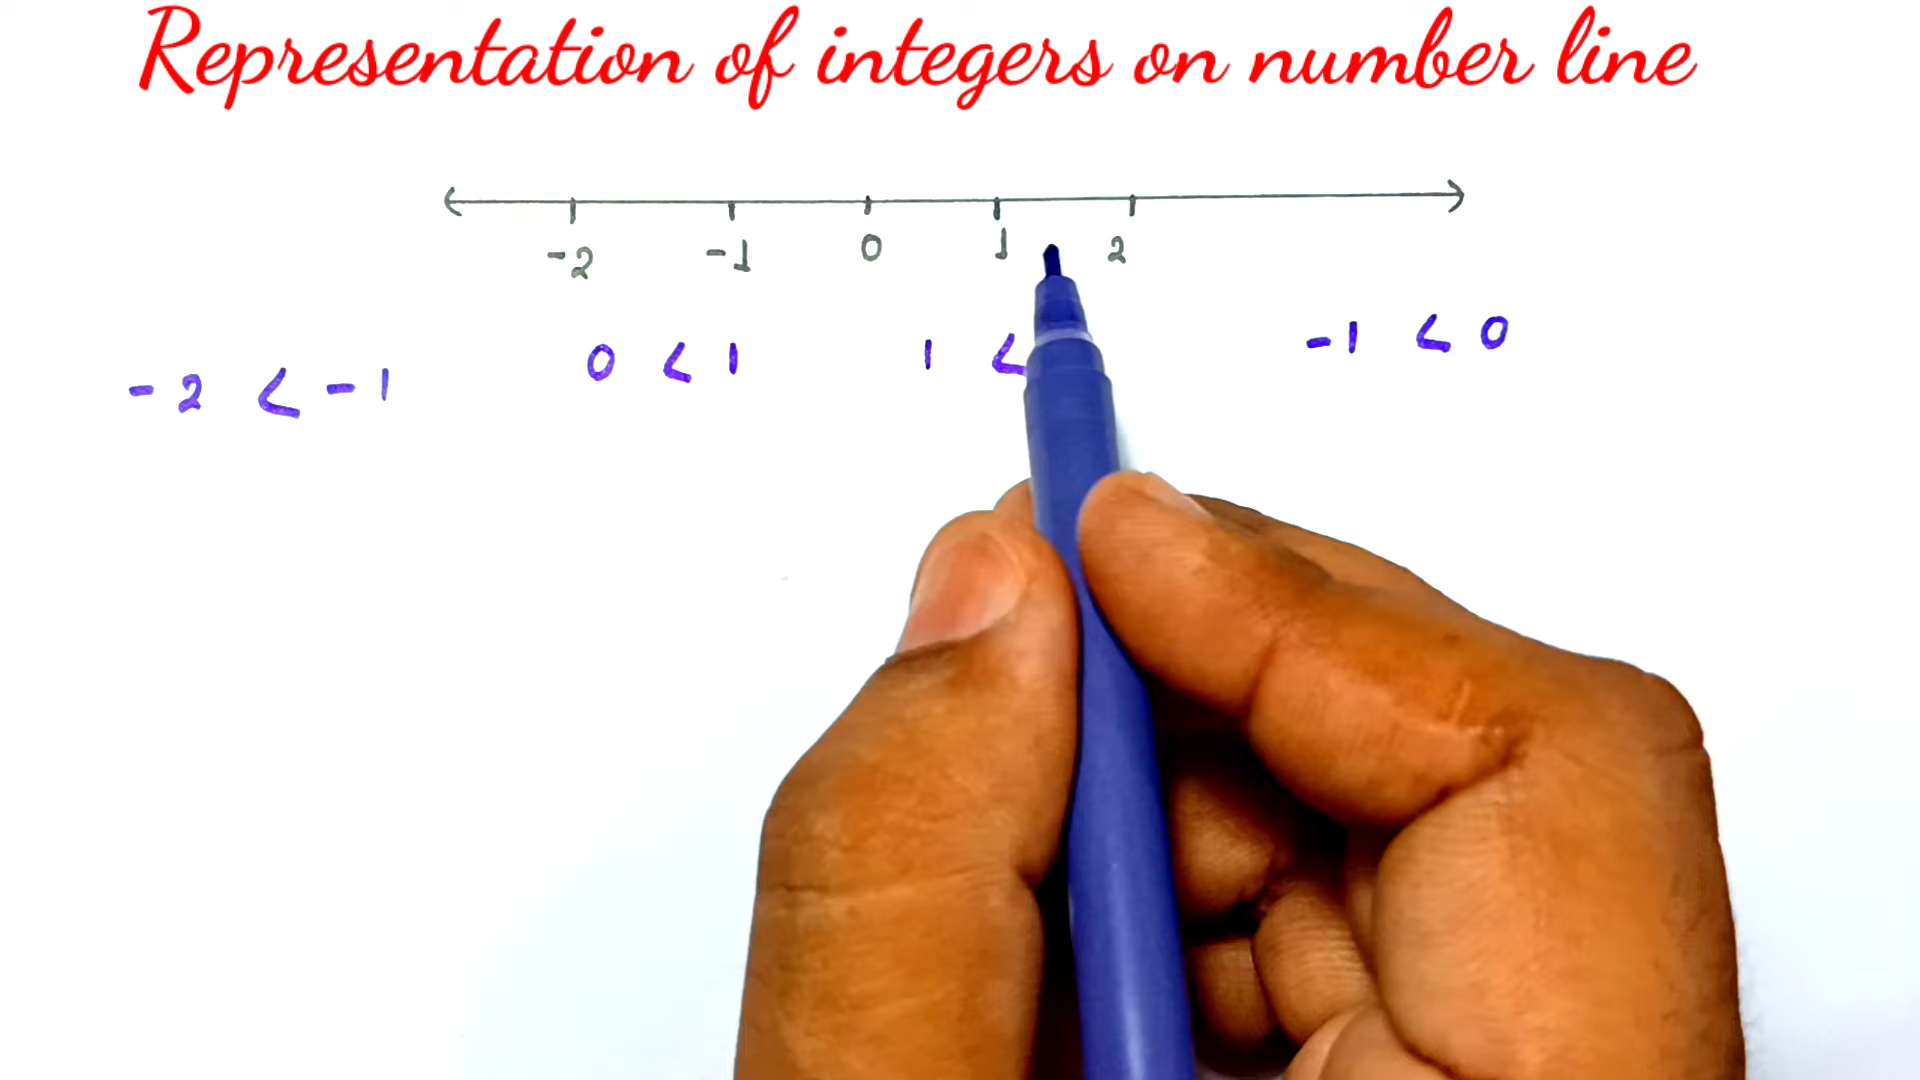 Representation of integers on number line
-2 -1 0 1 2
-2 < -1 0 < 1 1 < -1 < 0